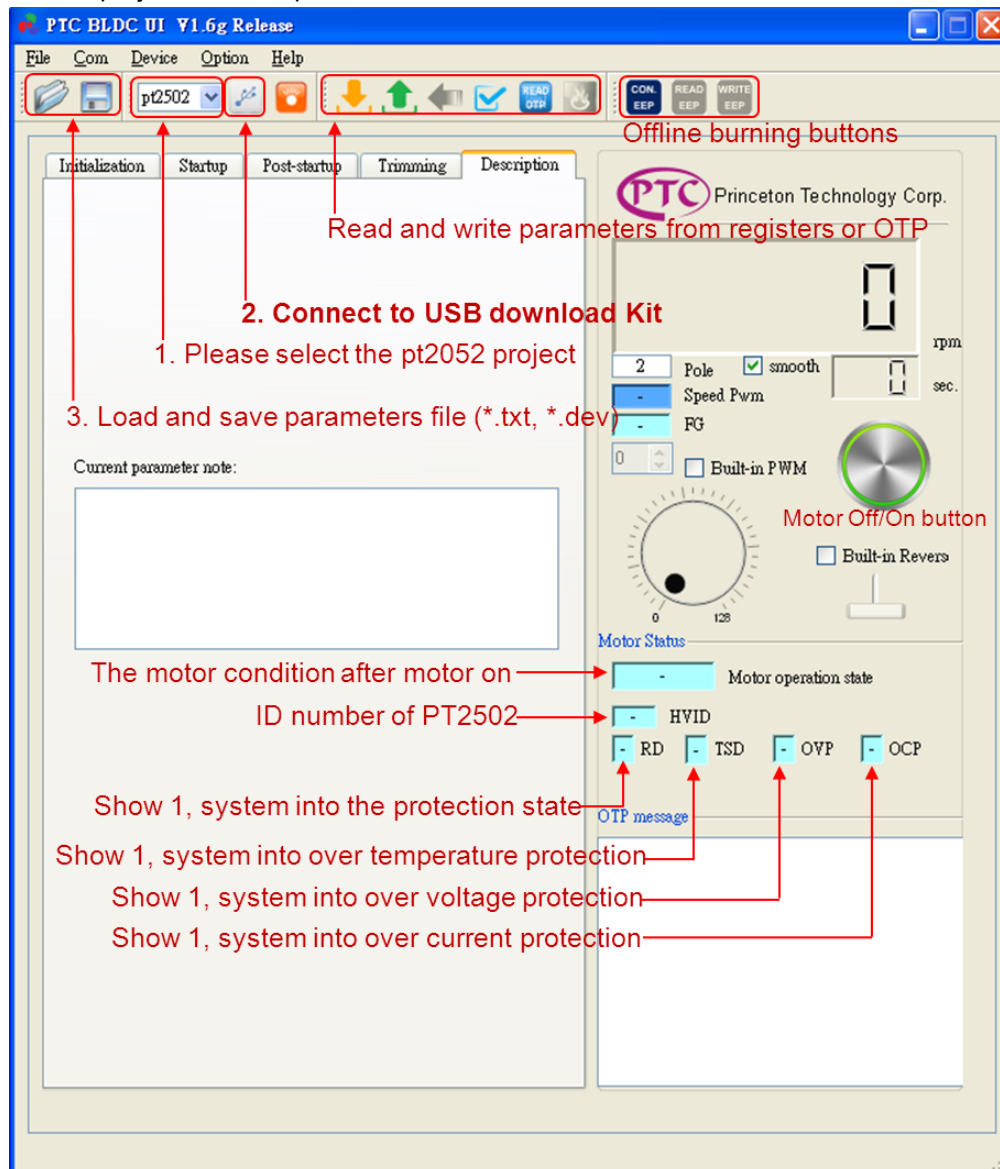 PTC BLDC UI V1.6g Release
File Com Device Option Help
pt2502
READ OTP
CON. EEP
READ EEP
WRITE EEP
Offline burning buttons
Initialization Startup Post-startup Trimming Description
PTC Princeton Technology Corp.
Read and write parameters from registers or OTP
0
rpm
2. Connect to USB download Kit
1. Please select the pt2052 project
2 Pole smooth 0 sec.
- Speed Pwm
3. Load and save parameters file (*.txt, *.dev)
- FG
0 Built-in PWM
Current parameter note:
Motor Off/On button
Built-in Revers
0 128
Motor Status
The motor condition after motor on
- Motor operation state
ID number of PT2502
- HVID
- RD - TSD - OVP - OCP
Show 1, system into the protection state
OTP message
Show 1, system into over temperature protection
Show 1, system into over voltage protection
Show 1, system into over current protection